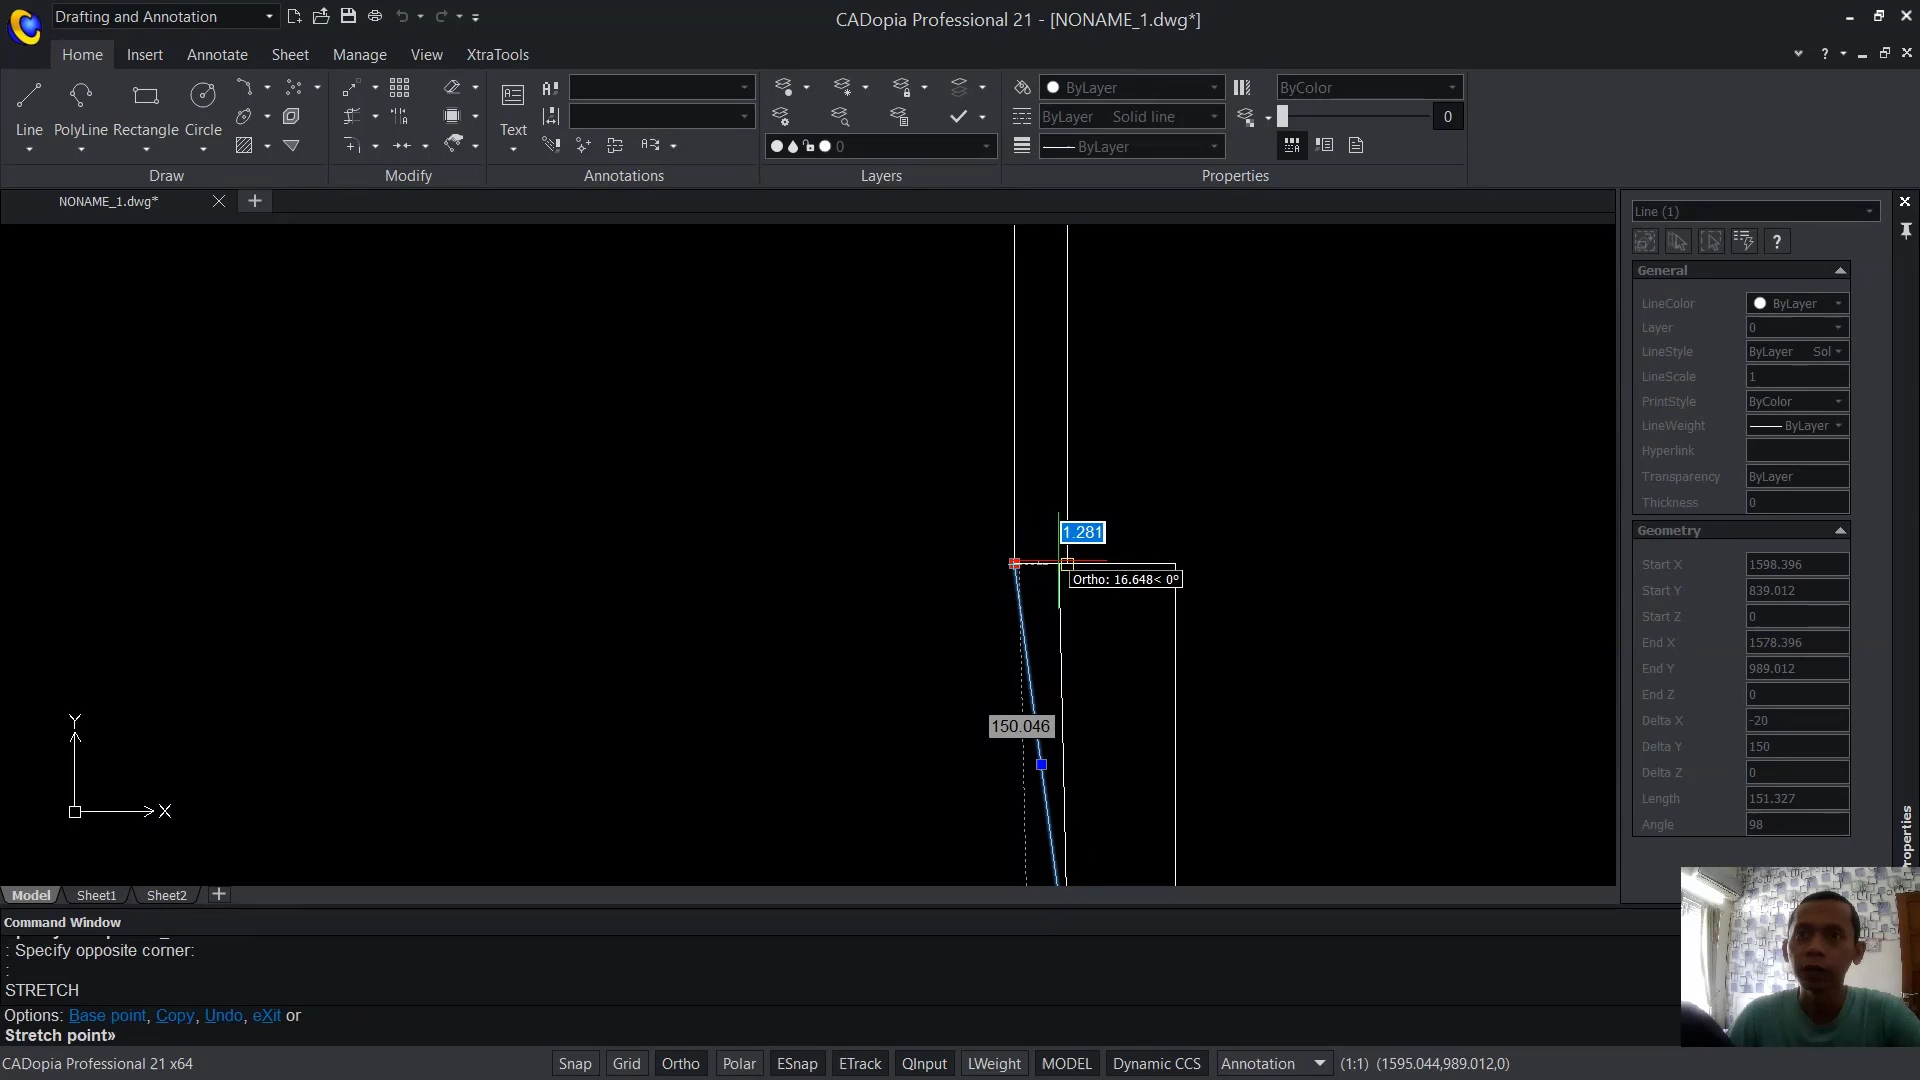 Drafting and Annotation
CADopia Professional 21 - [NONAME_1.dwg*]
Home Insert Annotate Sheet Manage View XtraTools
Line PolyLine Rectangle Circle
Text
ByLayer
ByColor
ByLayer Solid line
0
0
ByLayer
Draw Modify Annotations Layers Properties
NONAME_1.dwg*
Line (1)
General
LineColor ByLayer
Layer 0
LineStyle ByLayer Sol
LineScale 1
PrintStyle ByColor
LineWeight ByLayer
Hyperlink
Transparency ByLayer
Thickness 0
Geometry
Start X 1598.396
Start Y 839.012
Start Z 0
End X 1578.396
End Y 989.012
End Z 0
Delta X -20
Delta Y 150
Delta Z 0
Length 151.327
Angle 98
1.281
Ortho: 16.648< 0°
150.046
Y
X
Model Sheet1 Sheet2
Command Window
: Specify opposite corner:
:
STRETCH
Options: Base point, Copy, Undo, eXit or
Stretch point»
CADopia Professional 21 x64
Snap Grid Ortho Polar ESnap ETrack QInput LWeight MODEL Dynamic CCS Annotation (1:1) (1595.044,989.012,0)